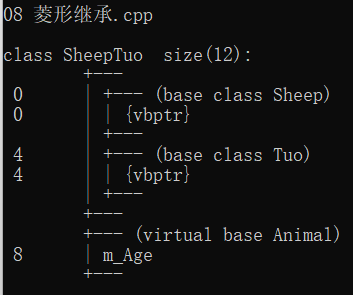 08 菱形继承.cpp
class SheepTuo  size(12):
        +---
 0      | +--- (base class Sheep)
 0      | | {vbptr}
        | +---
 4      | +--- (base class Tuo)
 4      | | {vbptr}
        | +---
        +---
        +--- (virtual base Animal)
 8      | m_Age
        +---